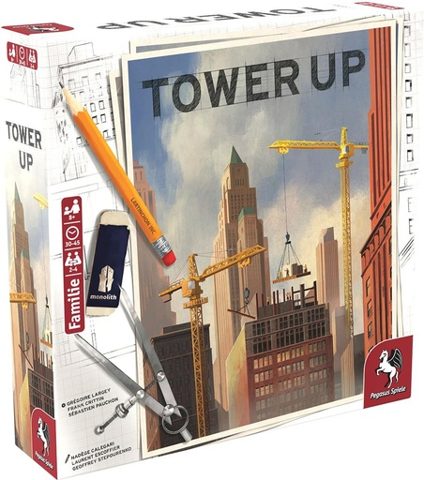 TOWER UP
TOWER
UP
8+
30-45
2-4
Familie
monolith
GRÉGOIRE LARGEY
FRANK CRITTIN
SÉBASTIEN PAUCHON
NADÈGE CALEGARI
LAURENT ESCOFFIER
GEOFFREY STEPOURENKO
Pegasus Spiele